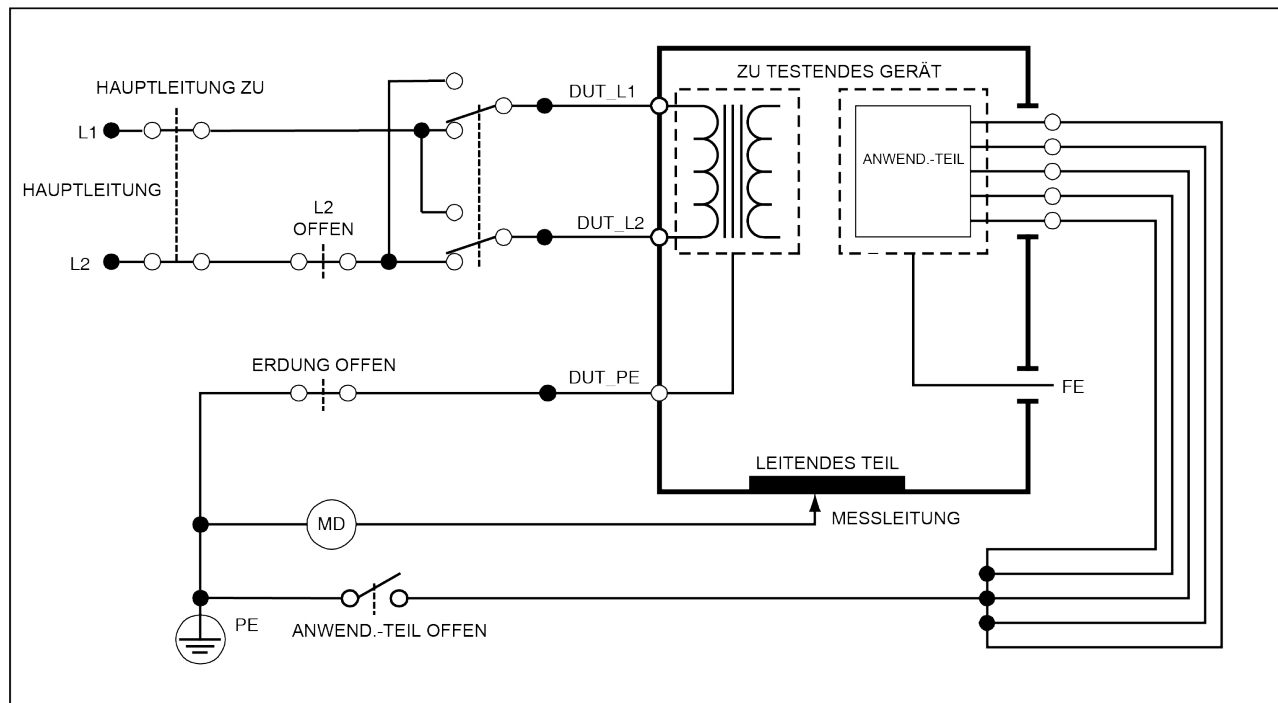 HAUPTLEITUNG ZU
L1
HAUPTLEITUNG
L2
L2
OFFEN
DUT_L1
DUT_L2
ZU TESTENDES GERÄT
ANWEND.-TEIL
ERDUNG OFFEN
DUT_PE
FE
LEITENDES TEIL
MD
MESSLEITUNG
PE
ANWEND.-TEIL OFFEN